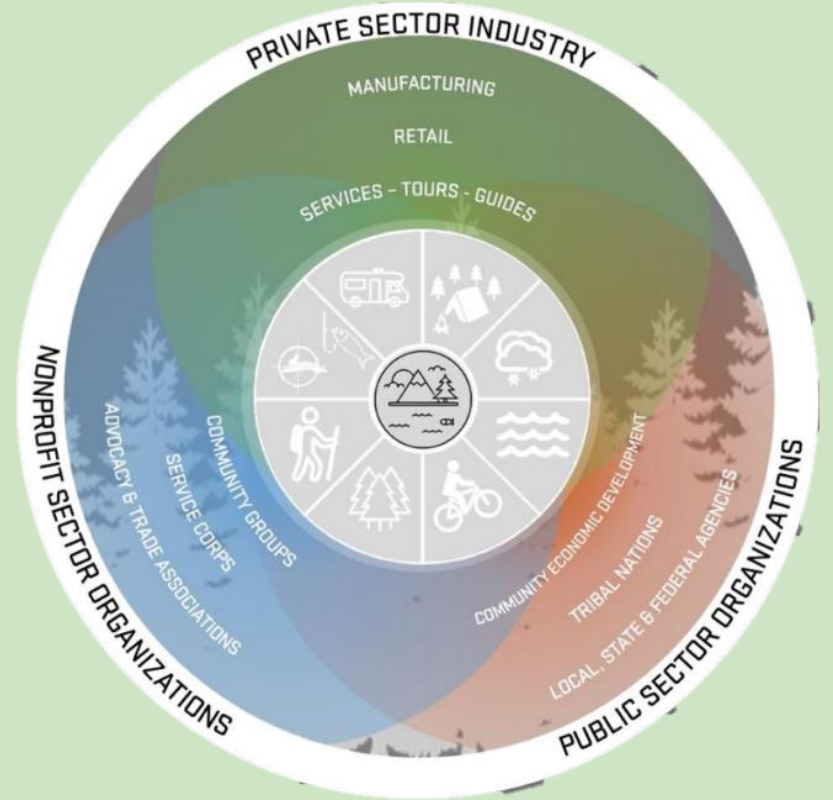 PRIVATE SECTOR INDUSTRY
MANUFACTURING
RETAIL
SERVICES – TOURS - GUIDES
NONPROFIT SECTOR ORGANIZATIONS
ADVOCACY & TRADE ASSOCIATIONS
SERVICE CORPS
COMMUNITY GROUPS
COMMUNITY ECONOMIC DEVELOPMENT
TRIBAL NATIONS
LOCAL, STATE & FEDERAL AGENCIES
PUBLIC SECTOR ORGANIZATIONS